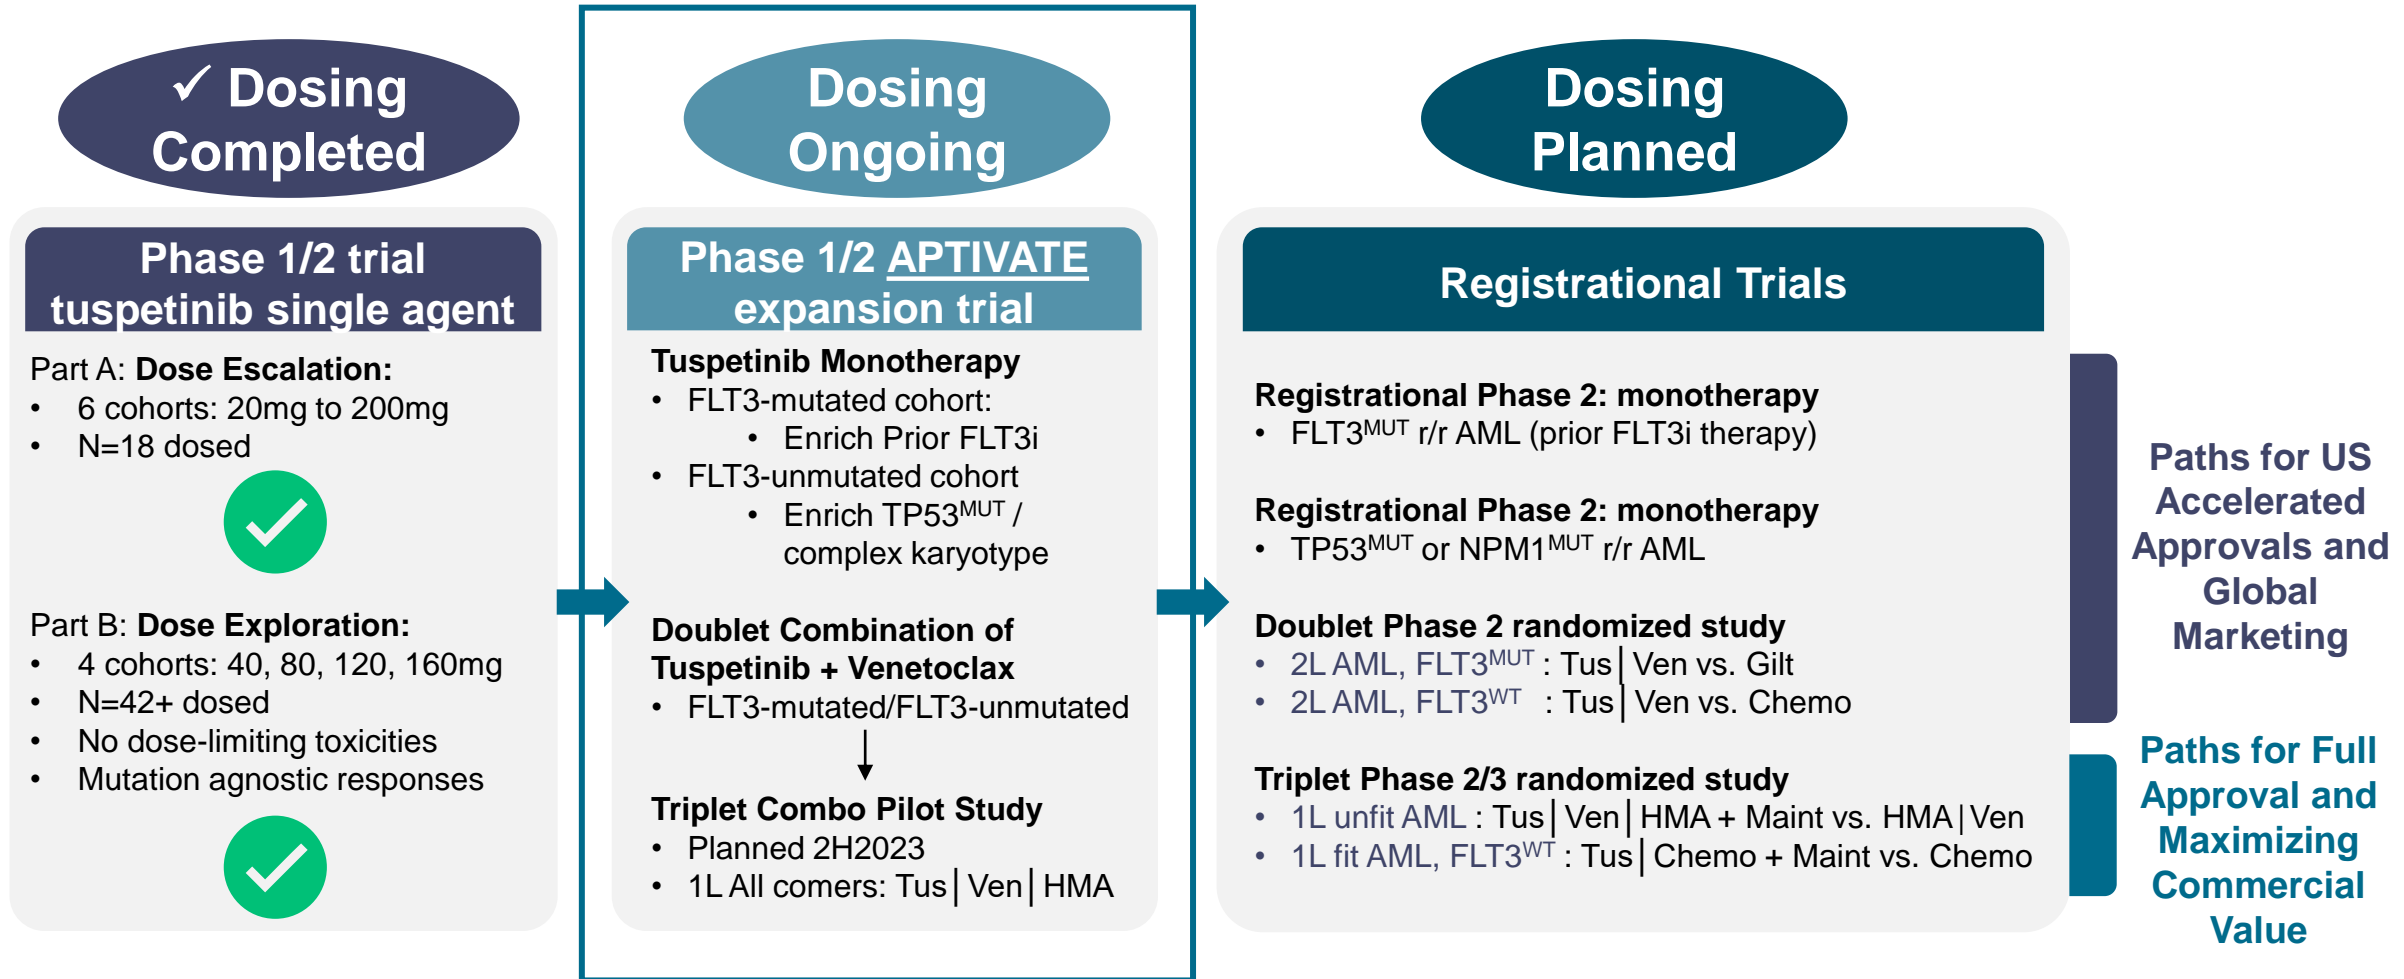 ✓ Dosing
Completed
Phase 1/2 trial
tuspetinib single agent
Part A: Dose Escalation:
• 6 cohorts: 20mg to 200mg
• N=18 dosed
Part B: Dose Exploration:
• 4 cohorts: 40, 80, 120, 160mg
• N=42+ dosed
• No dose-limiting toxicities
• Mutation agnostic responses
Dosing
Ongoing
Phase 1/2 APTIVATE
expansion trial
Tuspetinib Monotherapy
• FLT3-mutated cohort:
• Enrich Prior FLT3i
• FLT3-unmutated cohort
• Enrich TP53MUT /
complex karyotype
Doublet Combination of
Tuspetinib + Venetoclax
• FLT3-mutated/FLT3-unmutated
Triplet Combo Pilot Study
• Planned 2H2023
• 1L All comers: Tus|Ven|HMA
Dosing
Planned
Registrational Trials
Registrational Phase 2: monotherapy
• FLT3MUT r/r AML (prior FLT3i therapy)
Registrational Phase 2: monotherapy
• TP53MUT or NPM1MUT r/r AML
Doublet Phase 2 randomized study
• 2L AML, FLT3MUT : Tus|Ven vs. Gilt
• 2L AML, FLT3WT : Tus|Ven vs. Chemo
Triplet Phase 2/3 randomized study
• 1L unfit AML : Tus|Ven|HMA + Maint vs. HMA|Ven
• 1L fit AML, FLT3WT : Tus|Chemo + Maint vs. Chemo
Paths for US
Accelerated
Approvals and
Global
Marketing
Paths for Full
Approval and
Maximizing
Commercial
Value